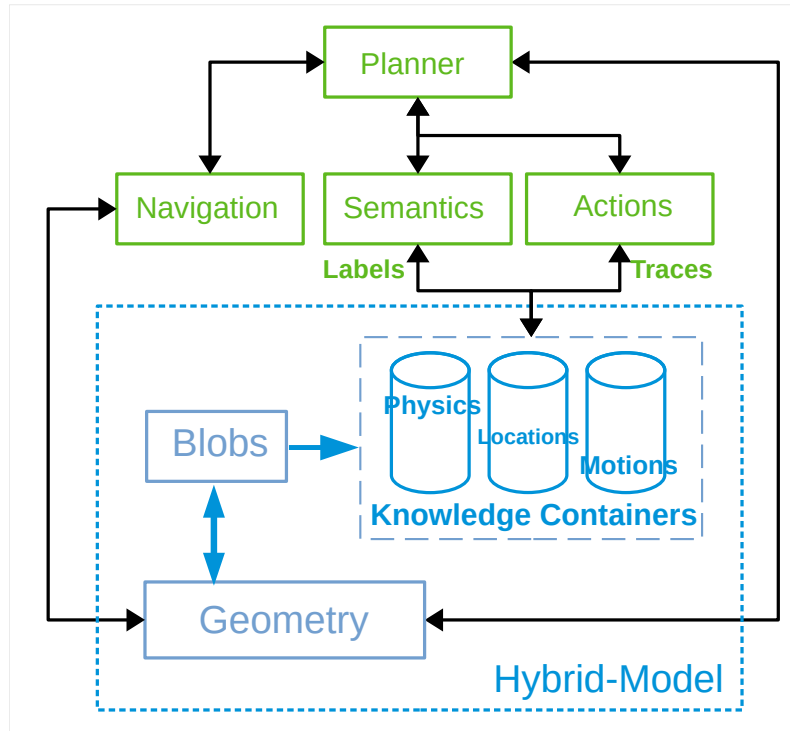 Planner
Navigation
Semantics
Actions
Labels
Traces
Physics
Locations
Motions
Knowledge Containers
Blobs
Geometry
Hybrid-Model